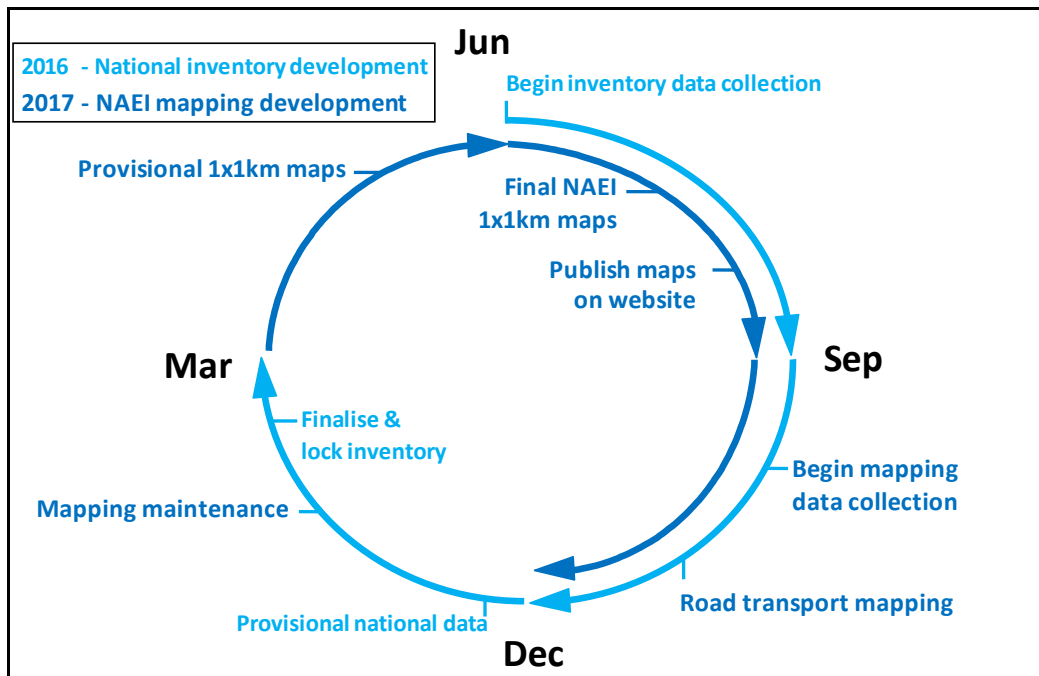 Jun
2016 - National inventory development
2017 - NAEI mapping development
Begin inventory data collection
Provisional 1x1km maps
Final NAEI
1x1km maps
Publish maps
on website
Mar
Sep
Finalise &
lock inventory
Begin mapping
data collection
Mapping maintenance
Road transport mapping
Provisional national data
Dec